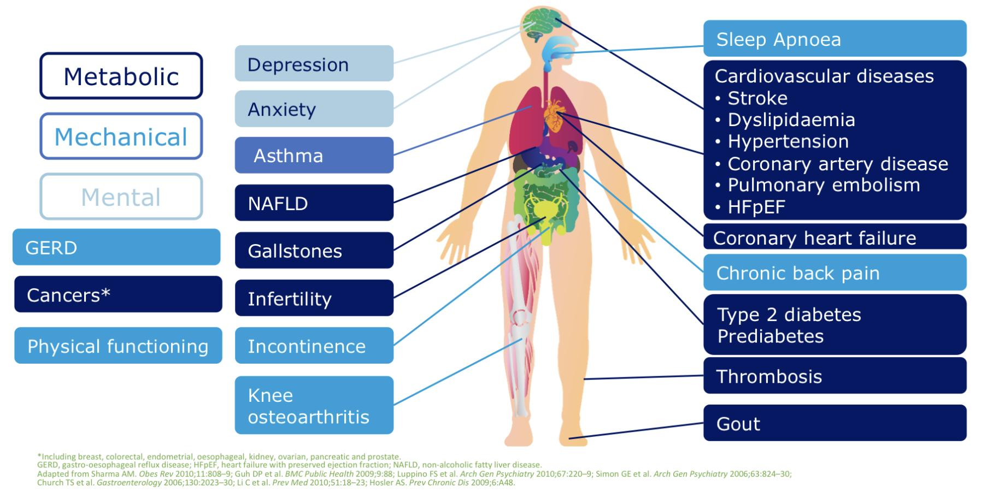 Metabolic
Mechanical
Mental
GERD
Cancers*
Physical functioning
Depression
Anxiety
Asthma
NAFLD
Gallstones
Infertility
Incontinence
Knee
osteoarthritis
Sleep Apnoea
Cardiovascular diseases
• Stroke
• Dyslipidaemia
• Hypertension
• Coronary artery disease
• Pulmonary embolism
• HFpEF
Coronary heart failure
Chronic back pain
Type 2 diabetes
Prediabetes
Thrombosis
Gout
*Including breast, colorectal, endometrial, oesophageal, kidney, ovarian, pancreatic and prostate.
GERD, gastro-oesophageal reflux disease; HFpEF, heart failure with preserved ejection fraction; NAFLD, non-alcoholic fatty liver disease.
Adapted from Sharma AM. Obes Rev 2010;11:808–9; Guh DP et al. BMC Public Health 2009;9:88; Luppino FS et al. Arch Gen Psychiatry 2010;67:220–9; Simon GE et al. Arch Gen Psychiatry 2006;63:824–30;
Church TS et al. Gastroenterology 2006;130:2023–30; Li C et al. Prev Med 2010;51:18–23; Hosler AS. Prev Chronic Dis 2009;6:A48.